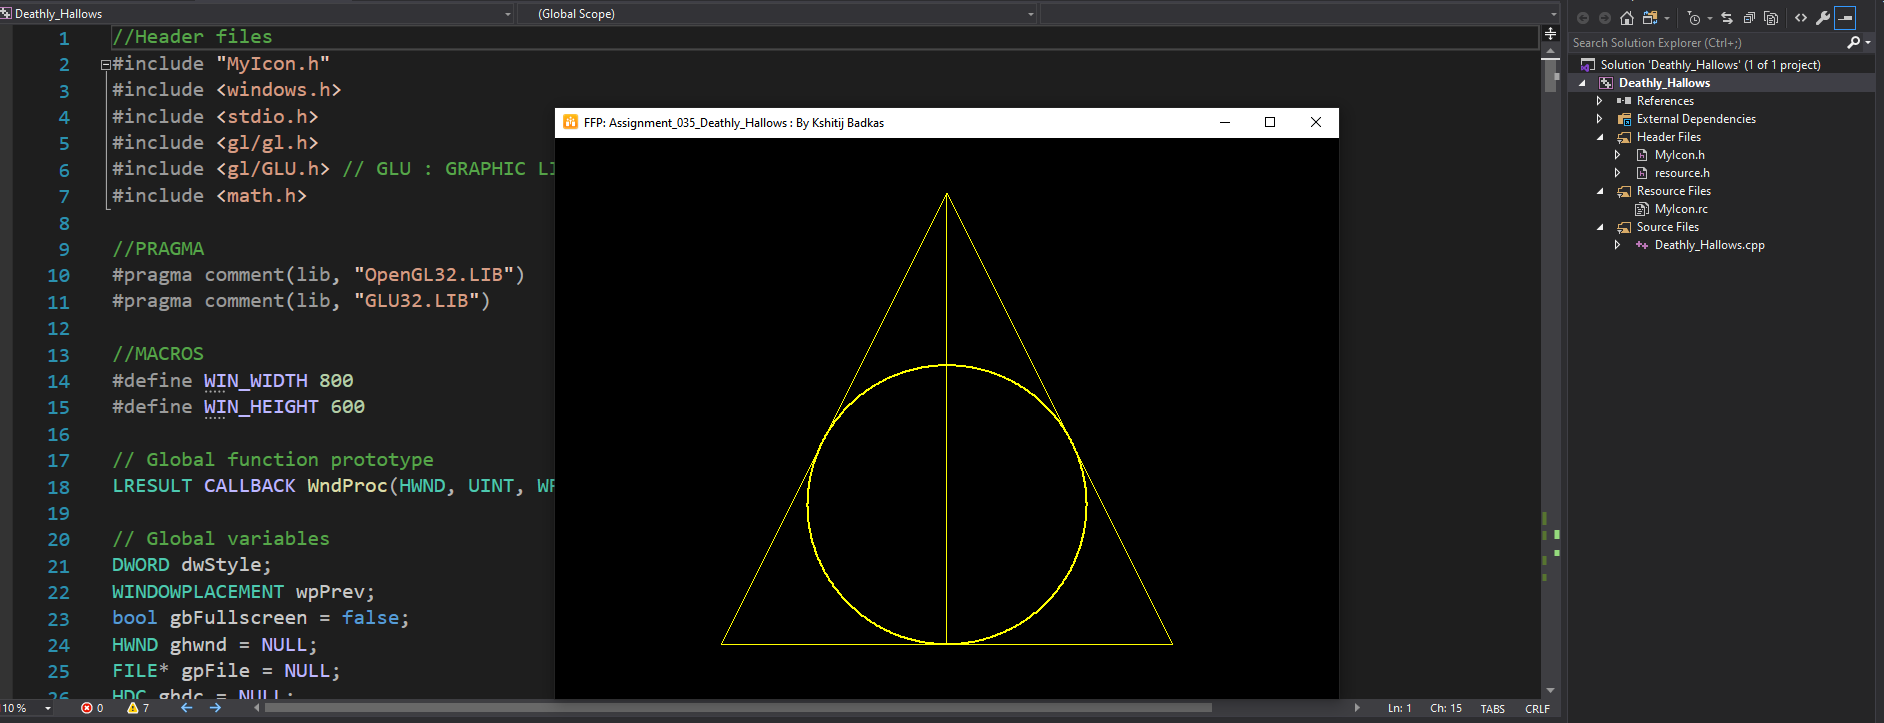 Deathly_Hallows
(Global Scope)
1 //Header files
2 #include "MyIcon.h"
3 #include <windows.h>
4 #include <stdio.h>
5 #include <gl/gl.h>
6 #include <gl/GLU.h> // GLU : GRAPHIC LI
7 #include <math.h>
8
9 //PRAGMA
10 #pragma comment(lib, "OpenGL32.LIB")
11 #pragma comment(lib, "GLU32.LIB")
12
13 //MACROS
14 #define WIN_WIDTH 800
15 #define WIN_HEIGHT 600
16
17 // Global function prototype
18 LRESULT CALLBACK WndProc(HWND, UINT, WP
19
20 // Global variables
21 DWORD dwStyle;
22 WINDOWPLACEMENT wpPrev;
23 bool gbFullscreen = false;
24 HWND ghwnd = NULL;
25 FILE* gpFile = NULL;
26 HDC ghdc = NULL;
FFP: Assignment_035_Deathly_Hallows : By Kshitij Badkas
10 %
0
7
Ln: 1 Ch: 15 TABS CRLF
Search Solution Explorer (Ctrl+;)
Solution 'Deathly_Hallows' (1 of 1 project)
Deathly_Hallows
References
External Dependencies
Header Files
MyIcon.h
resource.h
Resource Files
MyIcon.rc
Source Files
Deathly_Hallows.cpp